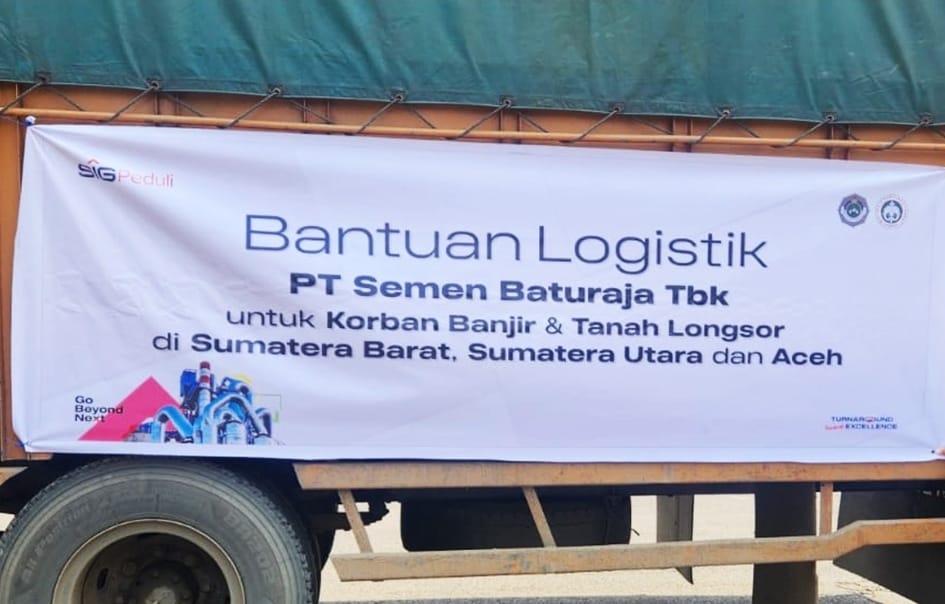 SIG Peduli
Bantuan Logistik
PT Semen Baturaja Tbk
untuk Korban Banjir & Tanah Longsor
di Sumatera Barat, Sumatera Utara dan Aceh
Go
Beyond
Next
TURNAROUND
EXCELLENCE